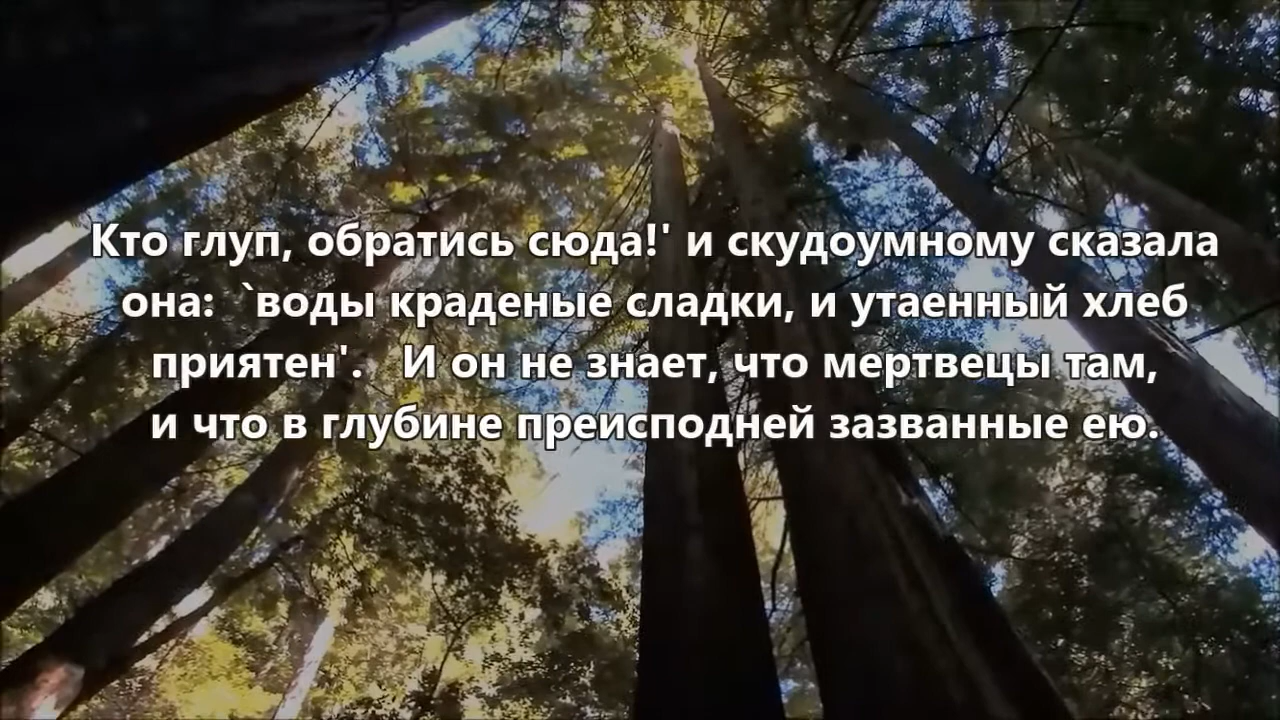 Кто глуп, обратись сюда!' и скудоумному сказала
она:  `воды краденые сладки, и утаенный хлеб
приятен'.   И он не знает, что мертвецы там,
и что в глубине преисподней зазванные ею.